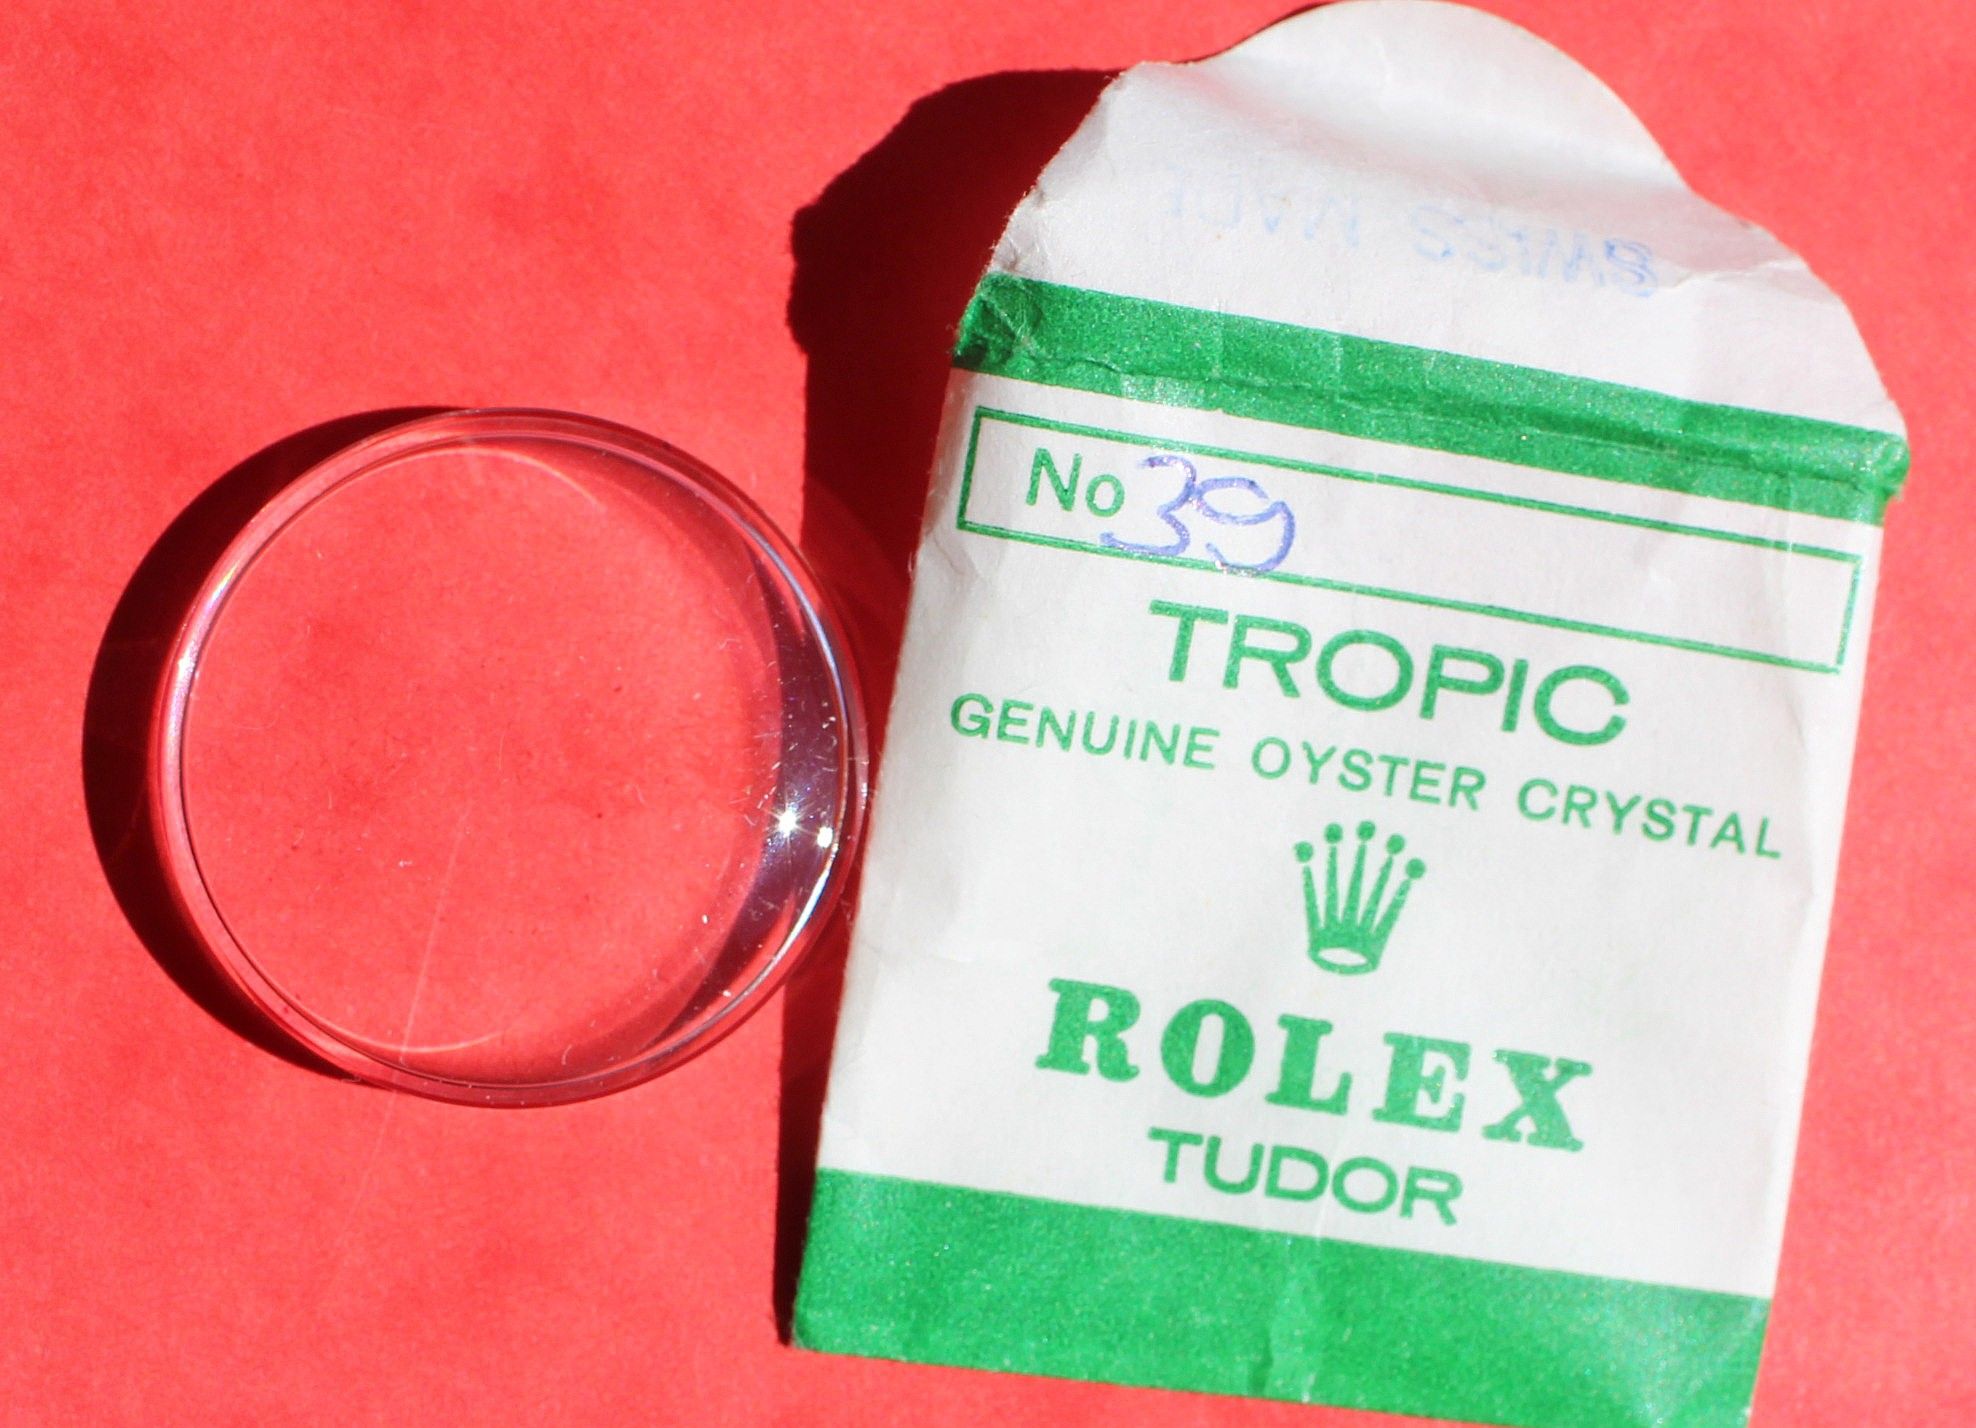 SWISS MADE
No 39
TROPIC
GENUINE OYSTER CRYSTAL
ROLEX
TUDOR